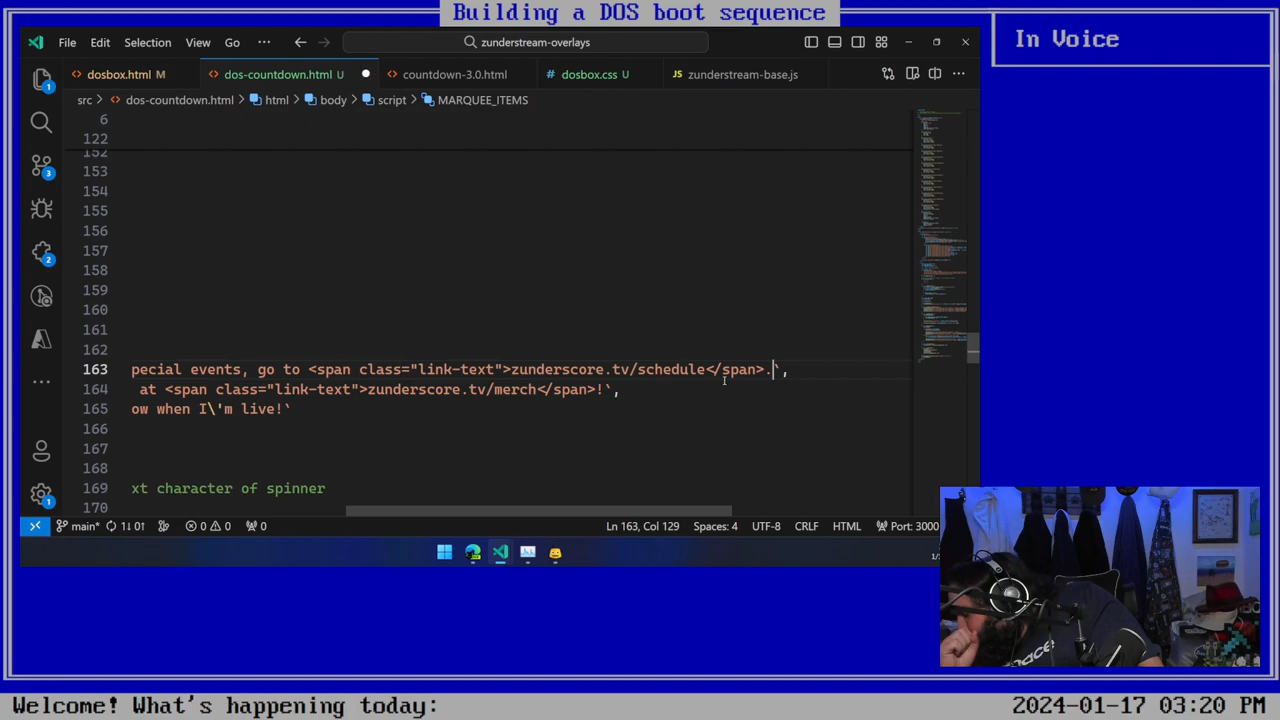 Building a DOS boot sequence
In Voice
File Edit Selection View Go ... zunderstream-overlays
dosbox.html M dos-countdown.html U countdown-3.0.html dosbox.css U zunderstream-base.js
src > dos-countdown.html > html > body > script > MARQUEE_ITEMS
6
122
152
153
154
155
156
157
158
159
160
161
162
163 pecial events, go to <span class="link-text">zunderscore.tv/schedule</span>.`,
164 at <span class="link-text">zunderscore.tv/merch</span>!`,
165 ow when I\'m live!`
166
167
168
169 xt character of spinner
170
main* 1↓ 0↑ 0 0 0 Ln 163, Col 129 Spaces: 4 UTF-8 CRLF HTML Port: 3000
Welcome! What's happening today: 2024-01-17 03:20 PM